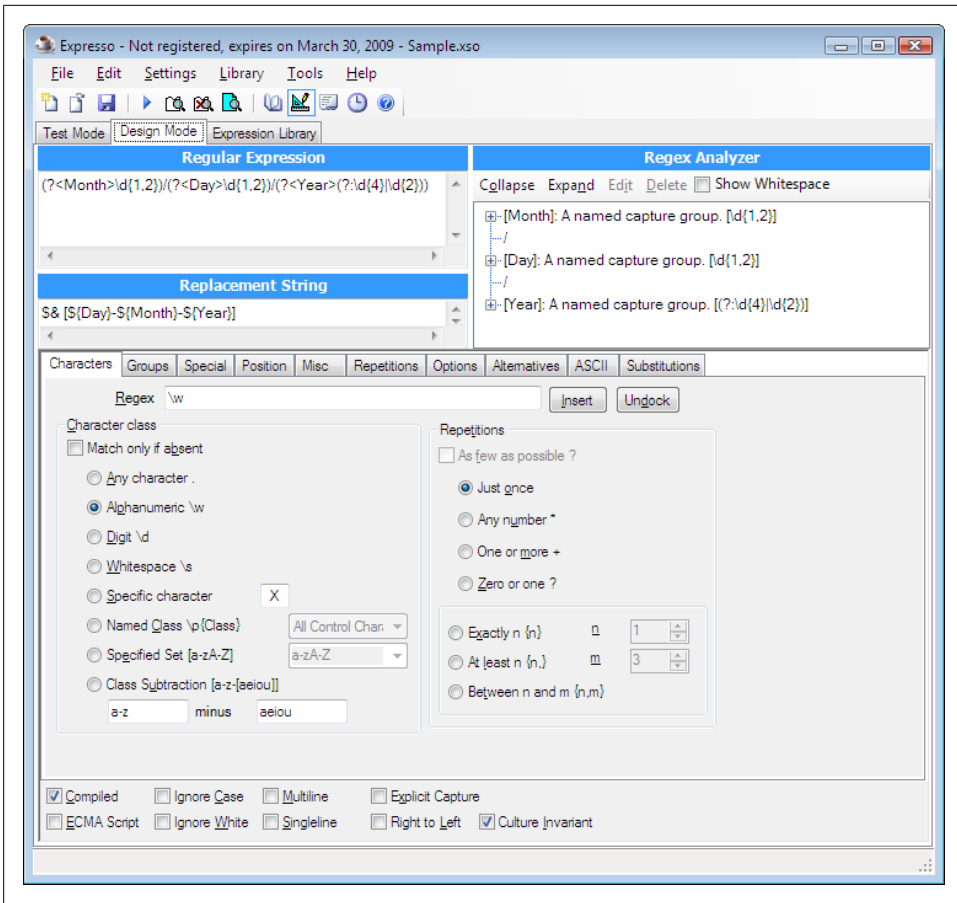 Expresso - Not registered, expires on March 30, 2009 - Sample.xso
File Edit Settings Library Tools Help
Test Mode Design Mode Expression Library
Regular Expression
(?<Month>\d{1,2})/(?<Day>\d{1,2})/(?<Year>(?:\d{4}|\d{2}))
Replacement String
$& [${Day}-${Month}-${Year}]
Regex Analyzer
Collapse Expand Edit Delete Show Whitespace
[Month]: A named capture group. [\d{1,2}]
/
[Day]: A named capture group. [\d{1,2}]
/
[Year]: A named capture group. [(?:\d{4}|\d{2})]
Characters Groups Special Position Misc Repetitions Options Alternatives ASCII Substitutions
Regex \w Insert Undock
Character class
Match only if absent
Any character .
Alphanumeric \w
Digit \d
Whitespace \s
Specific character X
Named Class \p{Class} All Control Char
Specified Set [a-zA-Z] a-zA-Z
Class Subtraction [a-z-[aeiou]]
a-z minus aeiou
Repetitions
As few as possible ?
Just once
Any number *
One or more +
Zero or one ?
Exactly n {n} n 1
At least n {n,} m 3
Between n and m {n,m}
Compiled Ignore Case Multiline Explicit Capture
ECMA Script Ignore White Singleline Right to Left Culture Invariant